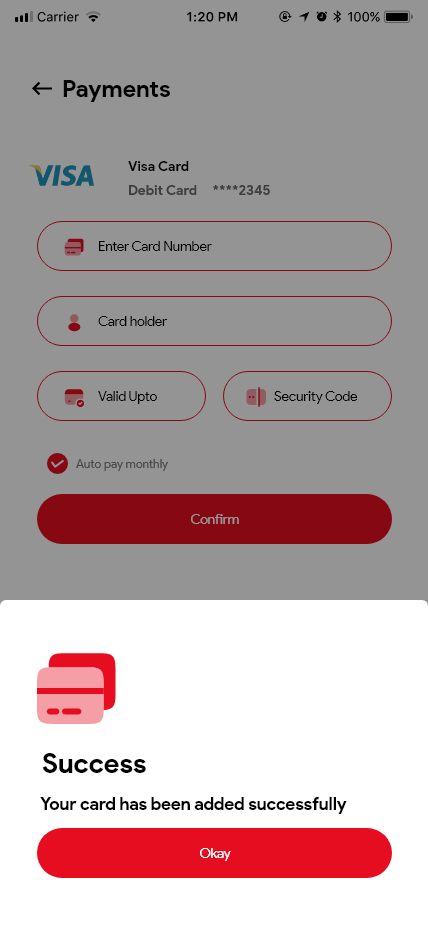 Carrier 1:20 PM 100%
Payments
VISA
Visa Card
Debit Card ****2345
Enter Card Number
Card holder
Valid Upto Security Code
Auto pay monthly
Confirm
Success
Your card has been added successfully
Okay